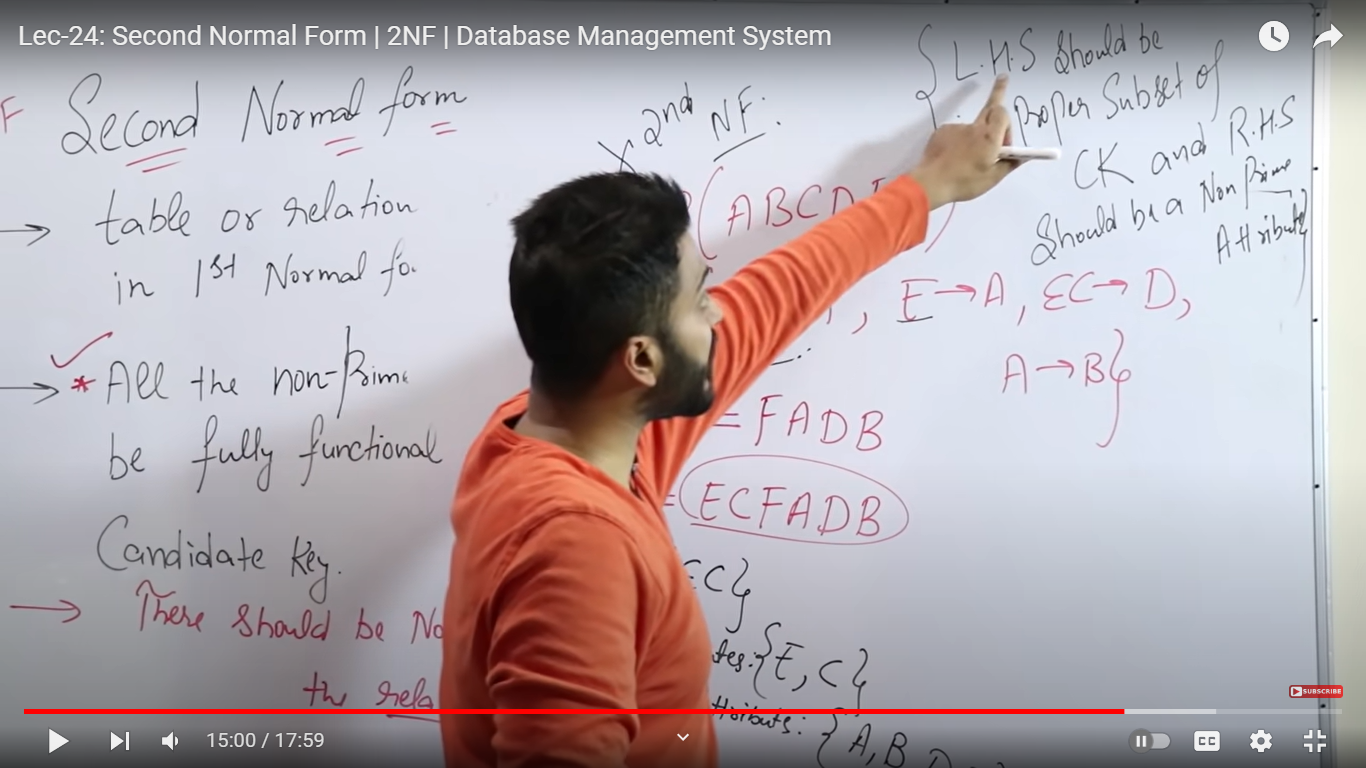 Lec-24: Second Normal Form | 2NF | Database Management System
F Second Normal form
→ table or relation
in 1st Normal fo
→ * All the non-Prime
be fully functional
Candidate Key.
→ There should be No
the rela
X 2nd NF:
(ABCD
, E→A, EC→D,
A→B}
= FADB
= ECFADB
EC}
tes: {E, C}
ttributs: {A, B, D
{L.H.S should be
Proper Subset of
CK and R.H.S
Should be a Non Prime
Attribute}
SUBSCRIBE
15:00 / 17:59
CC